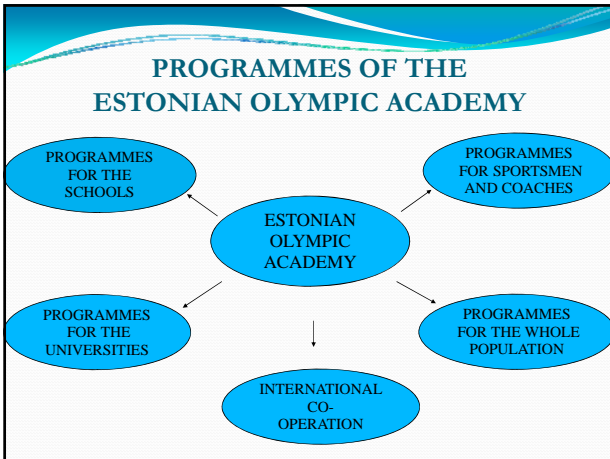 PROGRAMMES OF THE
ESTONIAN OLYMPIC ACADEMY
PROGRAMMES
FOR THE
SCHOOLS
PROGRAMMES
FOR SPORTSMEN
AND COACHES
ESTONIAN
OLYMPIC
ACADEMY
PROGRAMMES
FOR THE
UNIVERSITIES
PROGRAMMES
FOR THE WHOLE
POPULATION
INTERNATIONAL
CO-
OPERATION